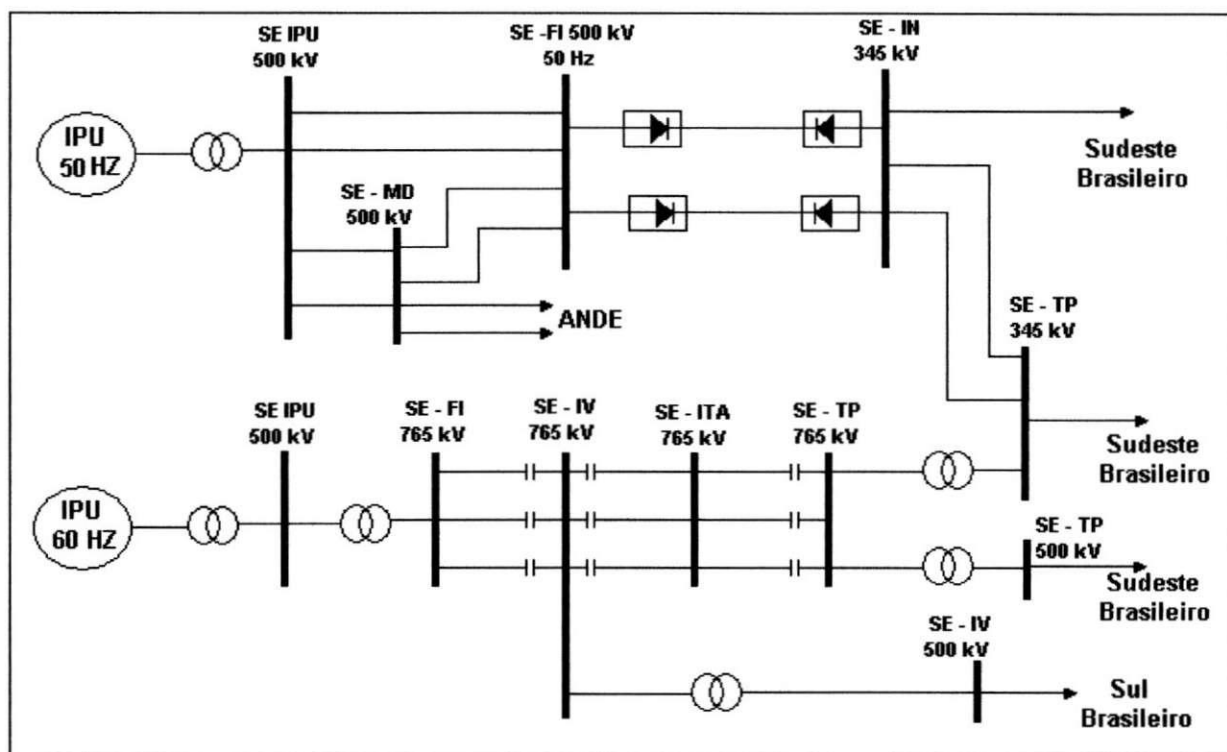 SE IPU
500 kV
SE -FI 500 kV
50 Hz
SE - IN
345 kV
IPU
50 HZ
Sudeste
Brasileiro
SE - MD
500 kV
ANDE
SE - TP
345 kV
SE IPU
500 kV
SE - FI
765 kV
SE - IV
765 kV
SE - ITA
765 kV
SE - TP
765 kV
Sudeste
Brasileiro
IPU
60 HZ
SE - TP
500 kV
Sudeste
Brasileiro
SE - IV
500 kV
Sul
Brasileiro